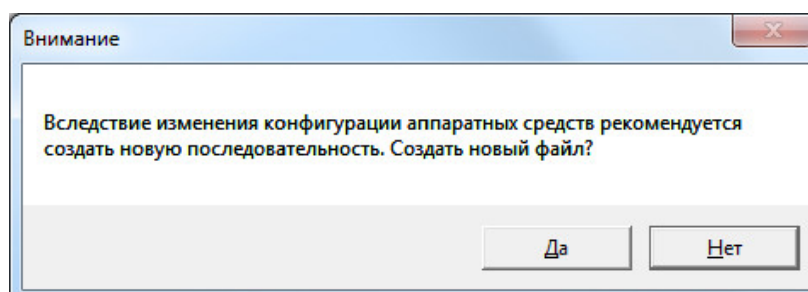 Внимание
Вследствие изменения конфигурации аппаратных средств рекомендуется
создать новую последовательность. Создать новый файл?
Да
Нет